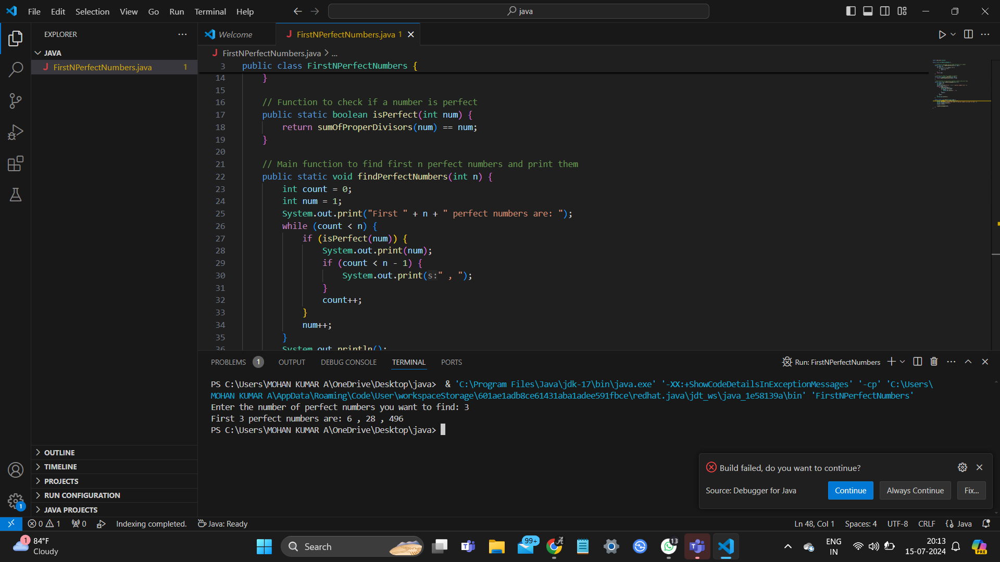 File Edit Selection View Go Run Terminal Help
java
EXPLORER
Welcome
J FirstNPerfectNumbers.java 1
JAVA
J FirstNPerfectNumbers.java > ...
J FirstNPerfectNumbers.java 1
3 public class FirstNPerfectNumbers {
14 }
15
16 // Function to check if a number is perfect
17 public static boolean isPerfect(int num) {
18 return sumOfProperDivisors(num) == num;
19 }
20
21 // Main function to find first n perfect numbers and print them
22 public static void findPerfectNumbers(int n) {
23 int count = 0;
24 int num = 1;
25 System.out.print("First " + n + " perfect numbers are: ");
26 while (count < n) {
27 if (isPerfect(num)) {
28 System.out.print(num);
29 if (count < n - 1) {
30 System.out.print(s:" , ");
31 }
32 count++;
33 }
34 num++;
35 }
36 System.out.println();
PROBLEMS 1 OUTPUT DEBUG CONSOLE TERMINAL PORTS
Run: FirstNPerfectNumbers
PS C:\Users\MOHAN KUMAR A\OneDrive\Desktop\java> & 'C:\Program Files\Java\jdk-17\bin\java.exe' '-XX:+ShowCodeDetailsInExceptionMessages' '-cp' 'C:\Users\
MOHAN KUMAR A\AppData\Roaming\Code\User\workspaceStorage\601ae1adb8ce61431aba1adee591fbce\redhat.java\jdt_ws\java_1e58139a\bin' 'FirstNPerfectNumbers'
Enter the number of perfect numbers you want to find: 3
First 3 perfect numbers are: 6 , 28 , 496
PS C:\Users\MOHAN KUMAR A\OneDrive\Desktop\java>
OUTLINE
TIMELINE
PROJECTS
RUN CONFIGURATION
JAVA PROJECTS
1
Build failed, do you want to continue?
Source: Debugger for Java
Continue
Always Continue
Fix...
0 1 0 Indexing completed. Java: Ready
Ln 48, Col 1 Spaces: 4 UTF-8 CRLF Java
1
84°F
Cloudy
Search
99+
13
ENG
IN
20:13
15-07-2024
PRE